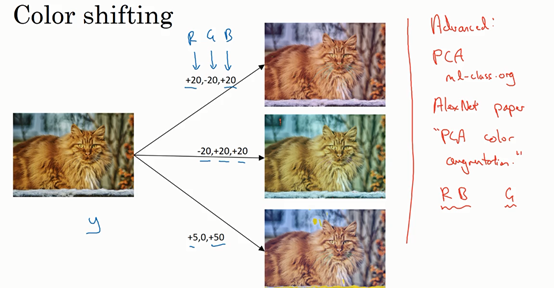 Color shifting
R G B
+20,-20,+20
-20,+20,+20
+5,0,+50
y
Advanced:
PCA
ml-class.org
AlexNet paper
"PCA color
augmentation."
R B G